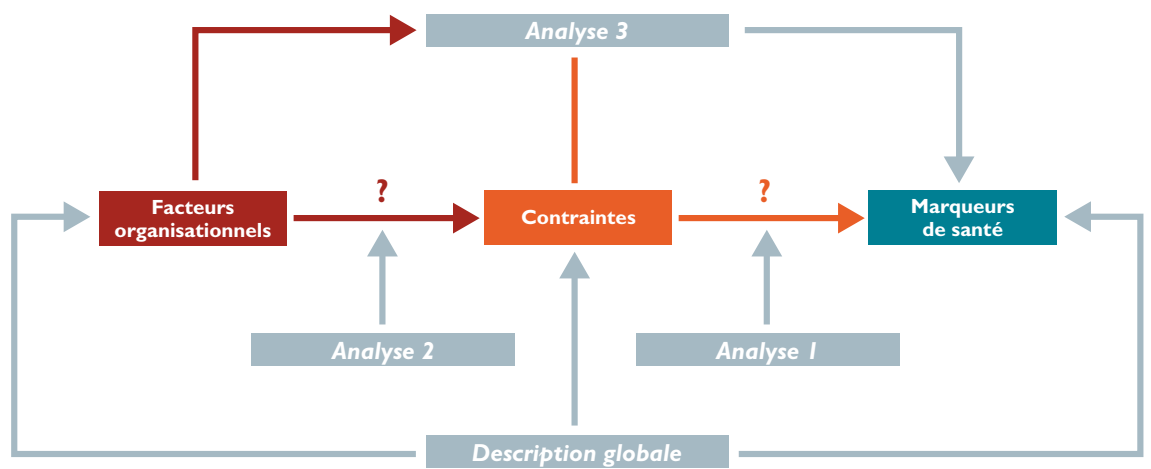 Analyse 3
?
?
Facteurs
organisationnels
Contraintes
Marqueurs
de santé
Analyse 2
Analyse 1
Description globale